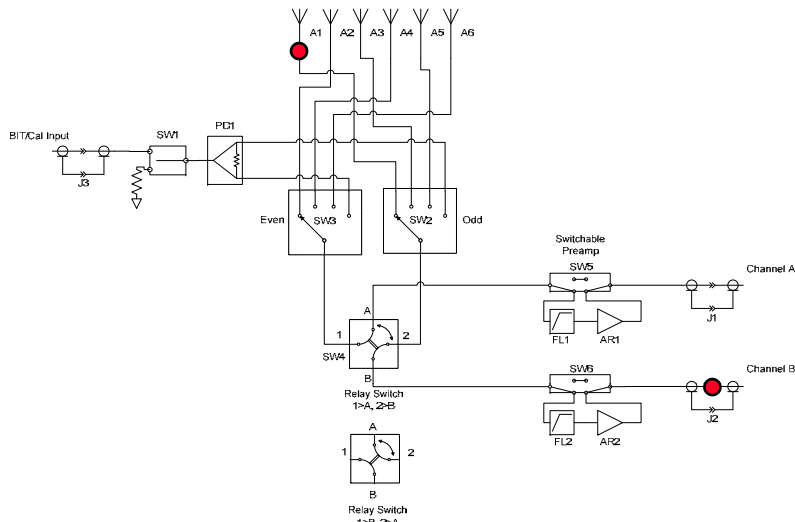 A1 A2 A3 A4 A5 A6
BIT/Cal Input
SW1
PD1
J3
Even
SW3
SW2
Odd
Switchable
Preamp
SW5
Channel A
J1
FL1
AR1
A
1
2
SW4
B
Relay Switch
1>A, 2>B
SW6
Channel B
J2
FL2
AR2
A
1
2
B
Relay Switch
1>B, 2>A